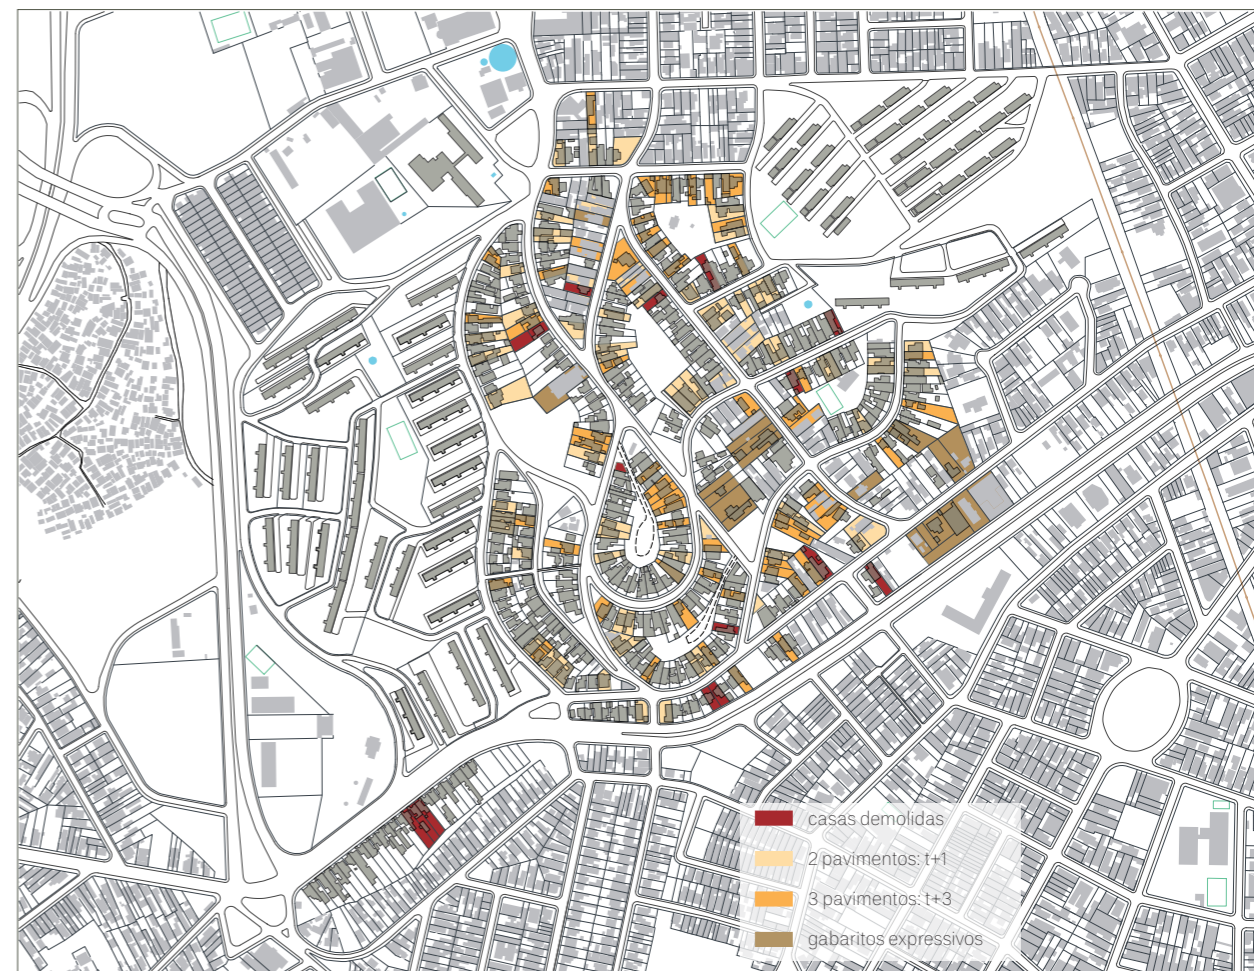 casas demolidas
2 pavimentos: t+1
3 pavimentos: t+3
gabaritos expressivos